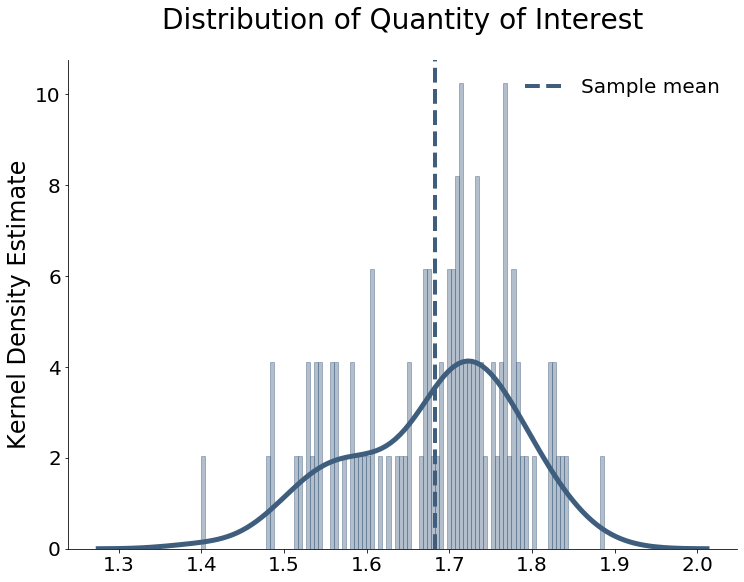 Distribution of Quantity of Interest
Sample mean
Kernel Density Estimate
10
8
6
4
2
0
1.3 1.4 1.5 1.6 1.7 1.8 1.9 2.0